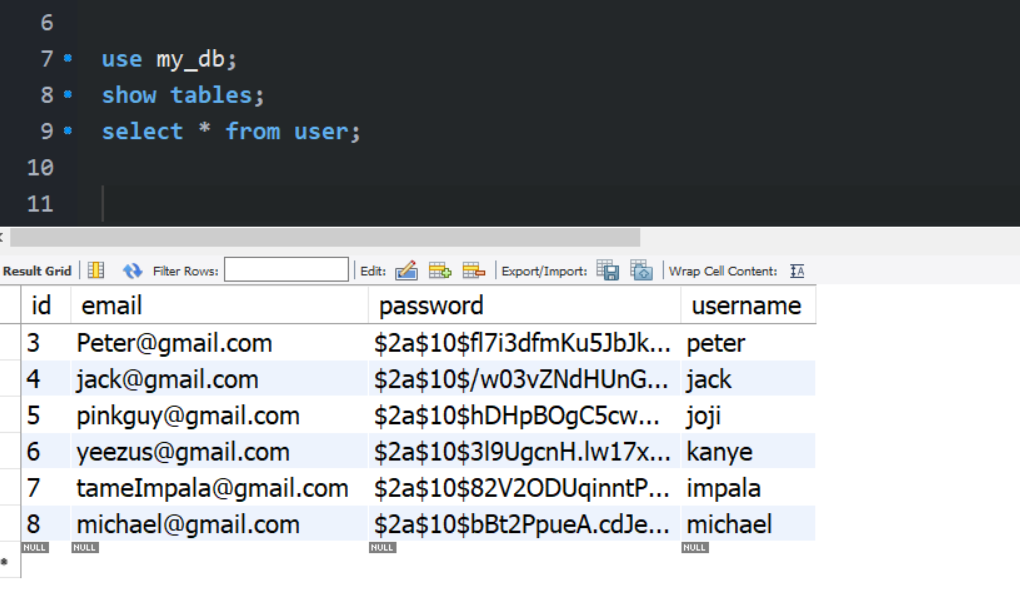 6
7 use my_db;
8 show tables;
9 select * from user;
10
11
Result Grid Filter Rows: Edit: Export/Import: Wrap Cell Content: IA
id email password username
3 Peter@gmail.com $2a$10$fl7i3dfmKu5JbJk... peter
4 jack@gmail.com $2a$10$/w03vZNdHUnG... jack
5 pinkguy@gmail.com $2a$10$hDHpBOgC5cw... joji
6 yeezus@gmail.com $2a$10$3l9UgcnH.lw17x... kanye
7 tameImpala@gmail.com $2a$10$82V2ODUqinntP... impala
8 michael@gmail.com $2a$10$bBt2PpueA.cdJe... michael
NULL NULL NULL NULL
*